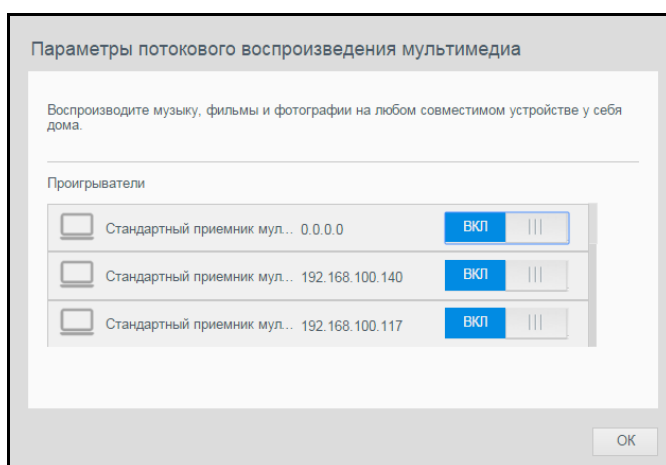 Параметры потокового воспроизведения мультимедиа
Воспроизводите музыку, фильмы и фотографии на любом совместимом устройстве у себя
дома.
Проигрыватели
Стандартный приемник мул... 0.0.0.0 ВКЛ
Стандартный приемник мул... 192.168.100.140 ВКЛ
Стандартный приемник мул... 192.168.100.117 ВКЛ
ОК